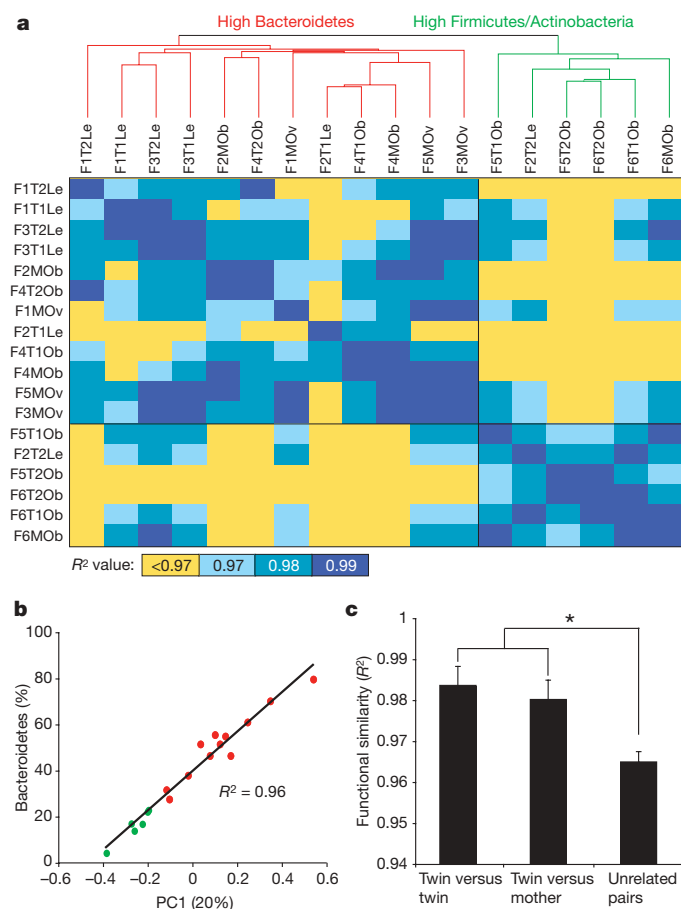 a
High Bacteroidetes High Firmicutes/Actinobacteria
F1T2Le F1T1Le F3T2Le F3T1Le F2MOb F4T2Ob F1MOv F2T1Le F4T1Ob F4MOb F5MOv F3MOv F5T1Ob F2T2Le F5T2Ob F6T2Ob F6T1Ob F6MOb
F1T2Le
F1T1Le
F3T2Le
F3T1Le
F2MOb
F4T2Ob
F1MOv
F2T1Le
F4T1Ob
F4MOb
F5MOv
F3MOv
F5T1Ob
F2T2Le
F5T2Ob
F6T2Ob
F6T1Ob
F6MOb
R² value: <0.97 0.97 0.98 0.99
b
Bacteroidetes (%)
100
80
60
40
20
0
R² = 0.96
–0.6 –0.4 –0.2 0 0.2 0.4 0.6
PC1 (20%)
c
Functional similarity (R²)
1
0.99
0.98
0.97
0.96
0.95
0.94
*
Twin versus twin
Twin versus mother
Unrelated pairs